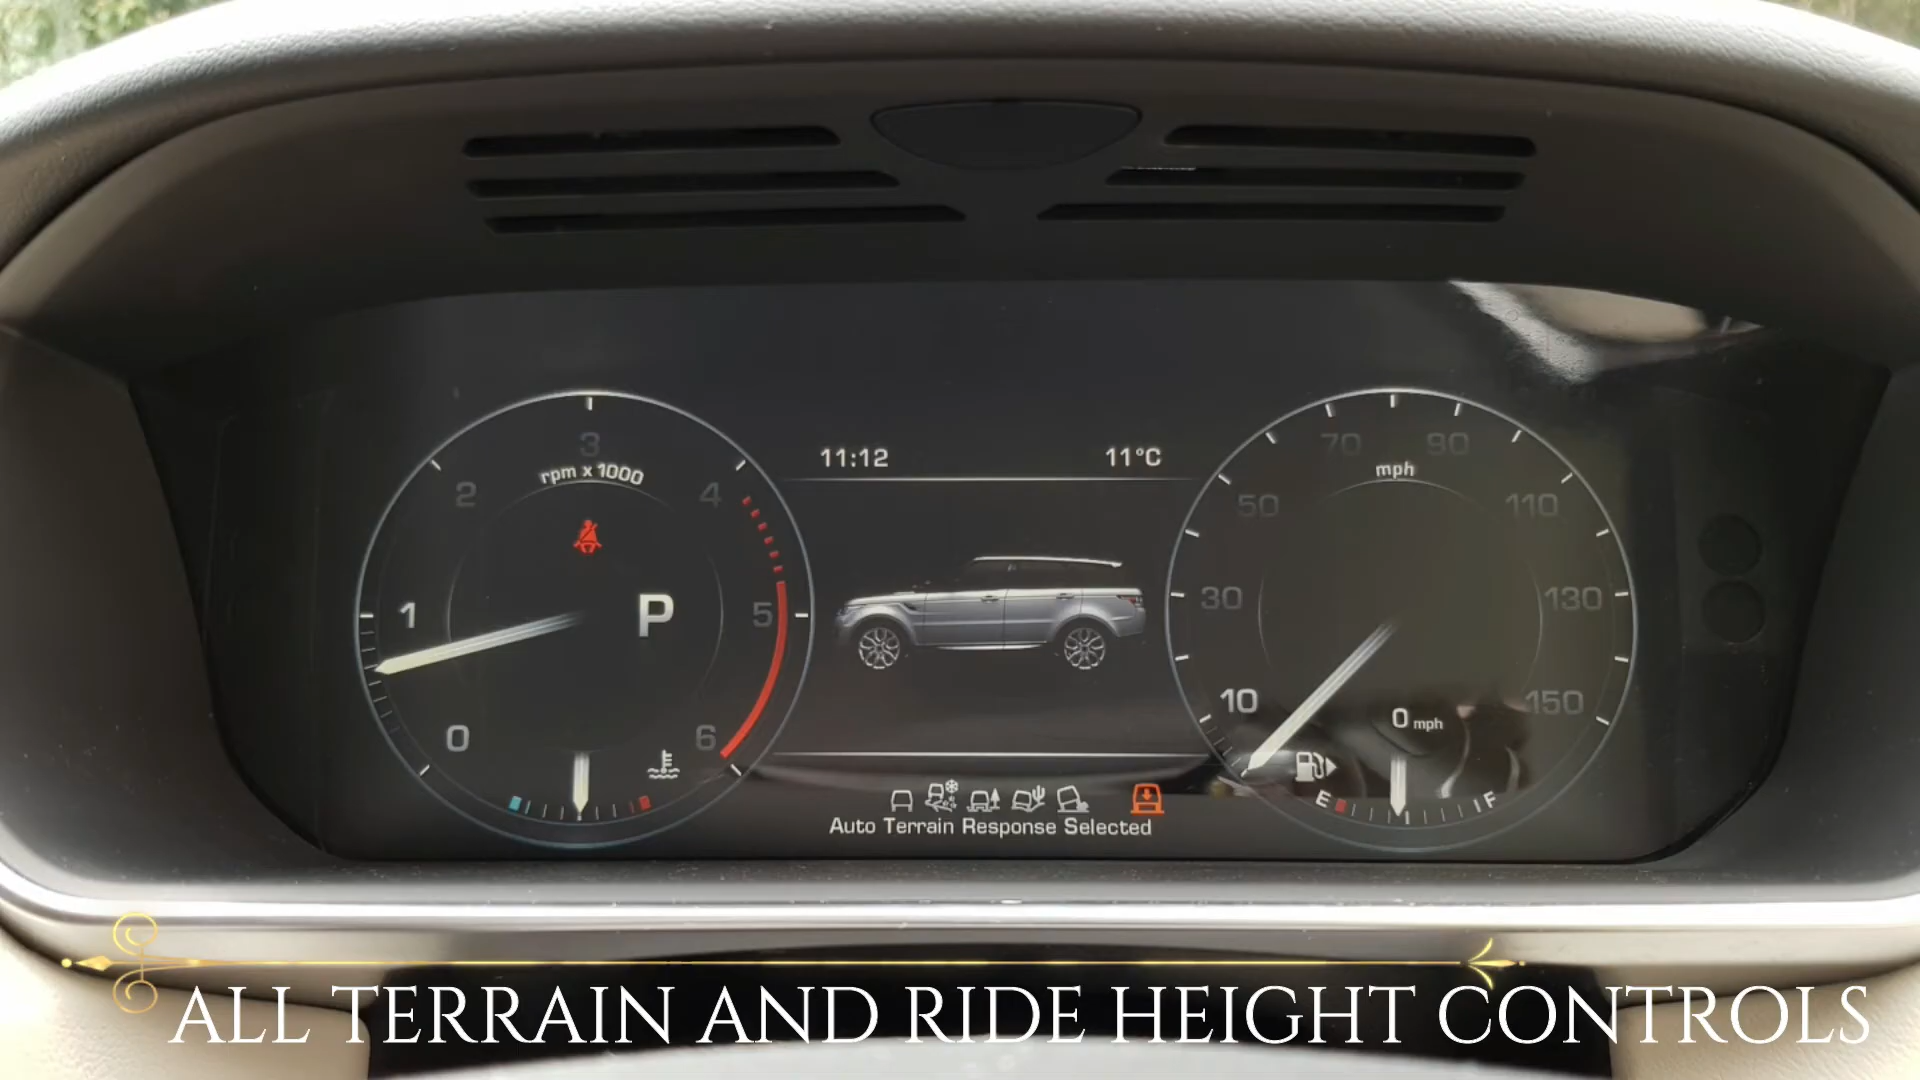 11:12
11°C
3
rpm x 1000
2
4
1
P
5
0
6
70
90
mph
50
110
30
130
10
150
0 mph
E
F
Auto Terrain Response Selected
ALL TERRAIN AND RIDE HEIGHT CONTROLS